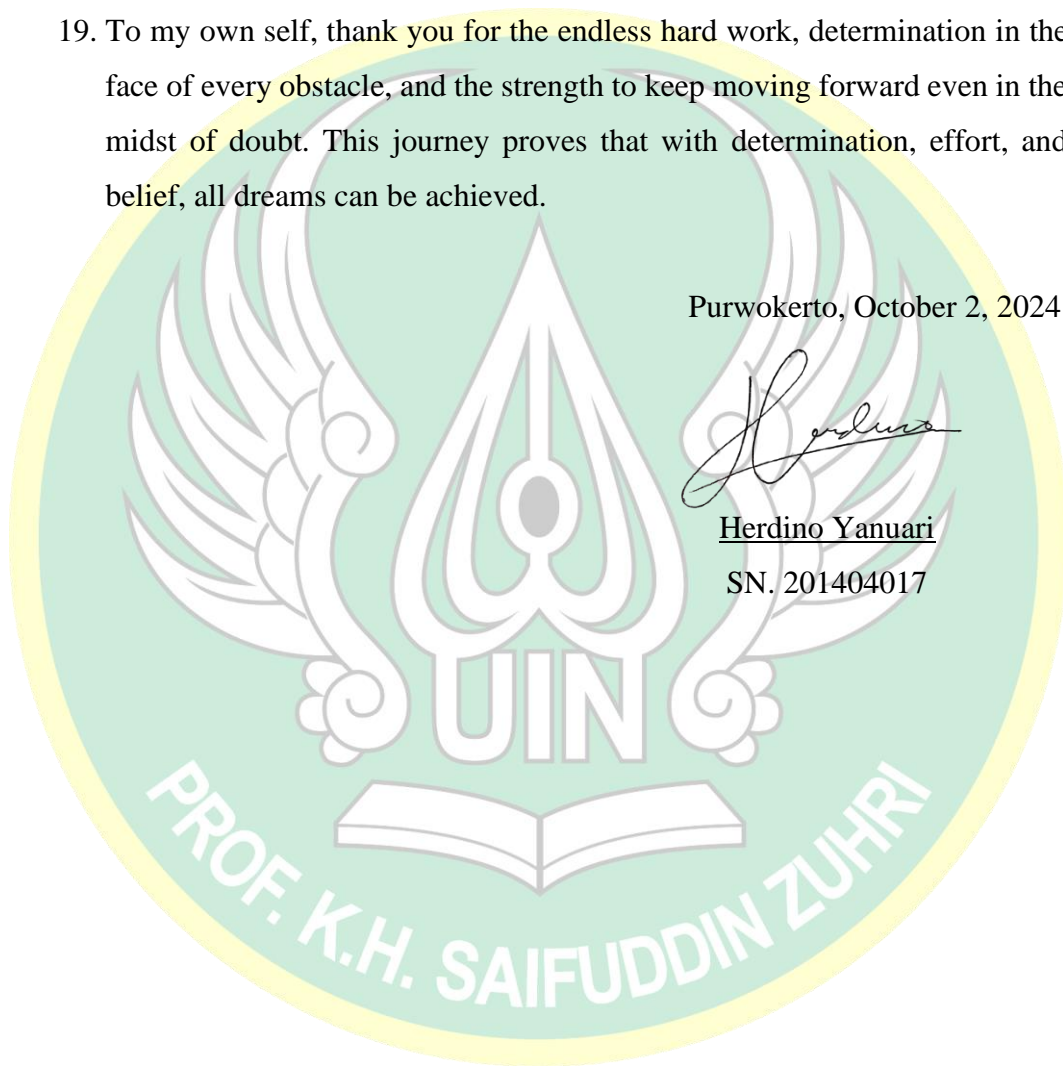 19. To my own self, thank you for the endless hard work, determination in the
face of every obstacle, and the strength to keep moving forward even in the
midst of doubt. This journey proves that with determination, effort, and
belief, all dreams can be achieved.
Purwokerto, October 2, 2024
Herdino Yanuari
SN. 201404017
UIN
PROF. K.H. SAIFUDDIN ZUHRI